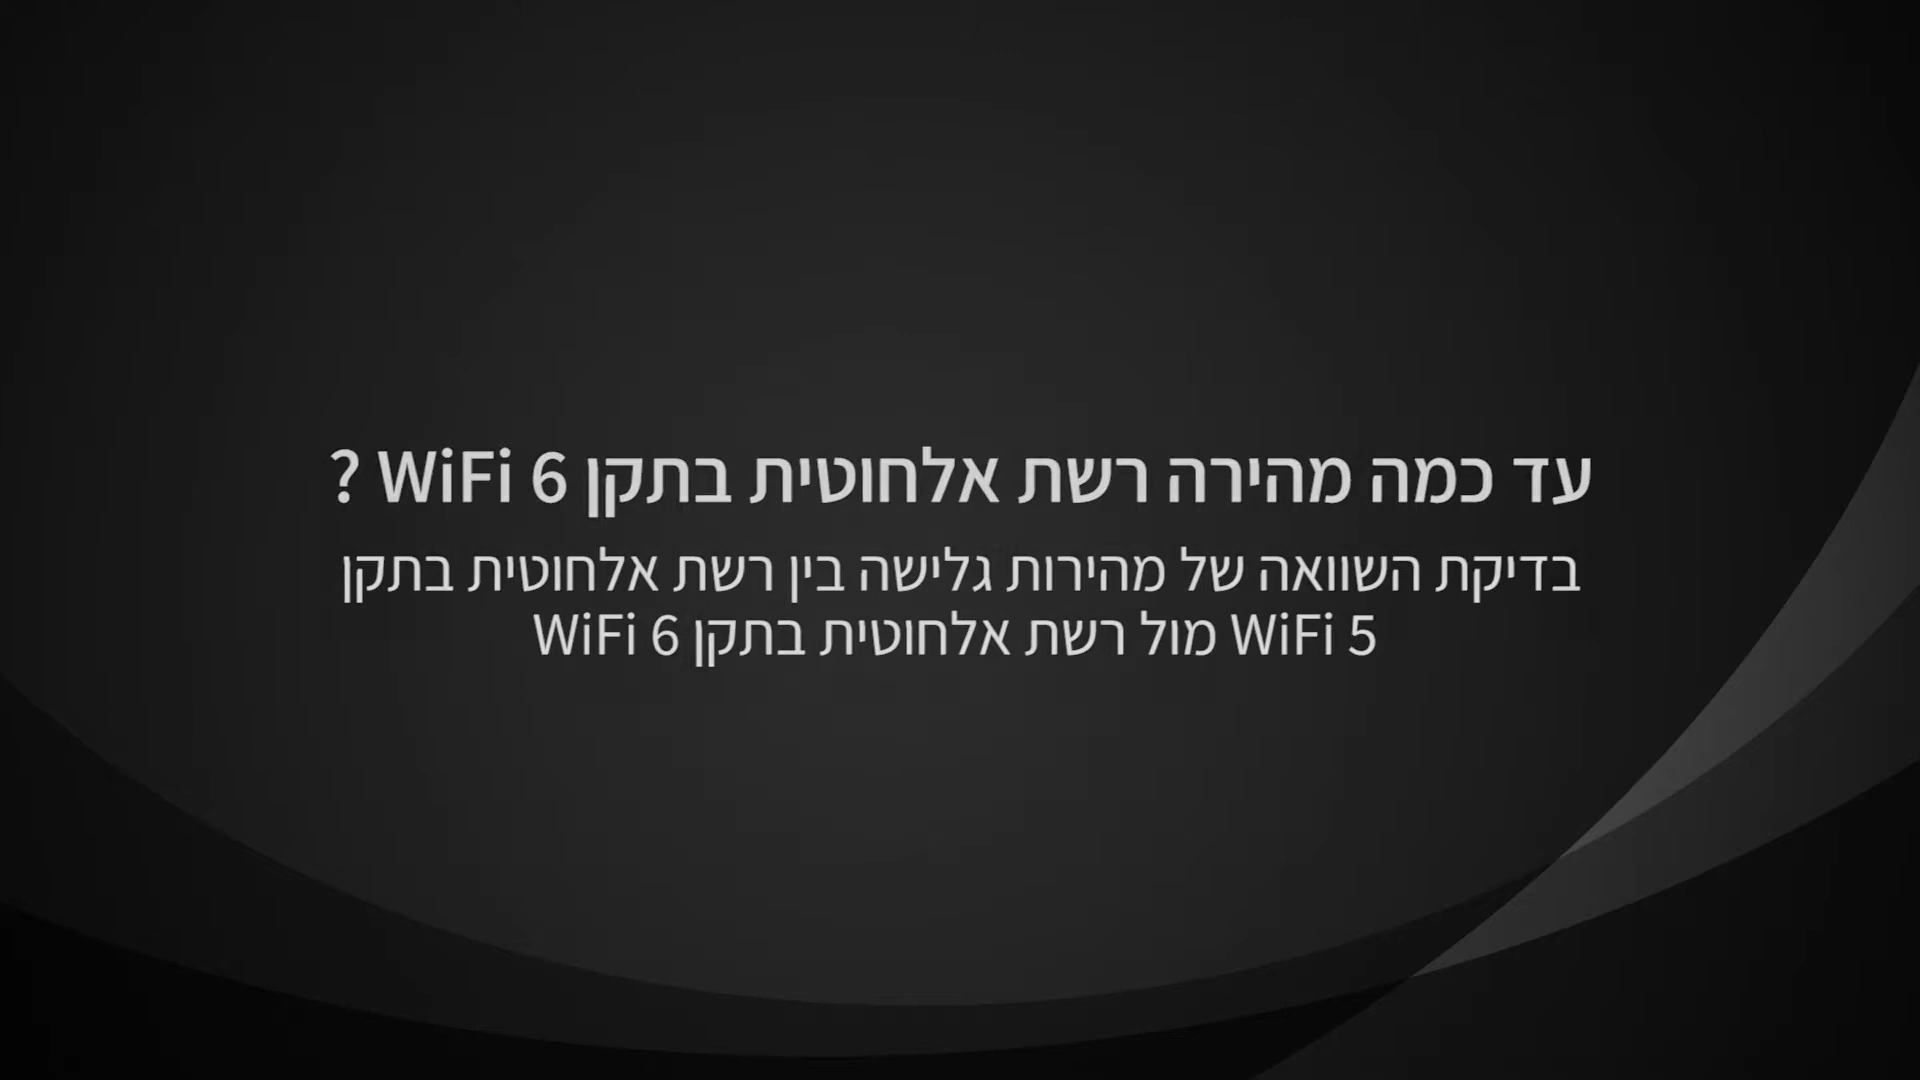 עד כמה מהירה רשת אלחוטית בתקן WiFi 6 ?
בדיקת השוואה של מהירות גלישה בין רשת אלחוטית בתקן
WiFi 5 מול רשת אלחוטית בתקן WiFi 6